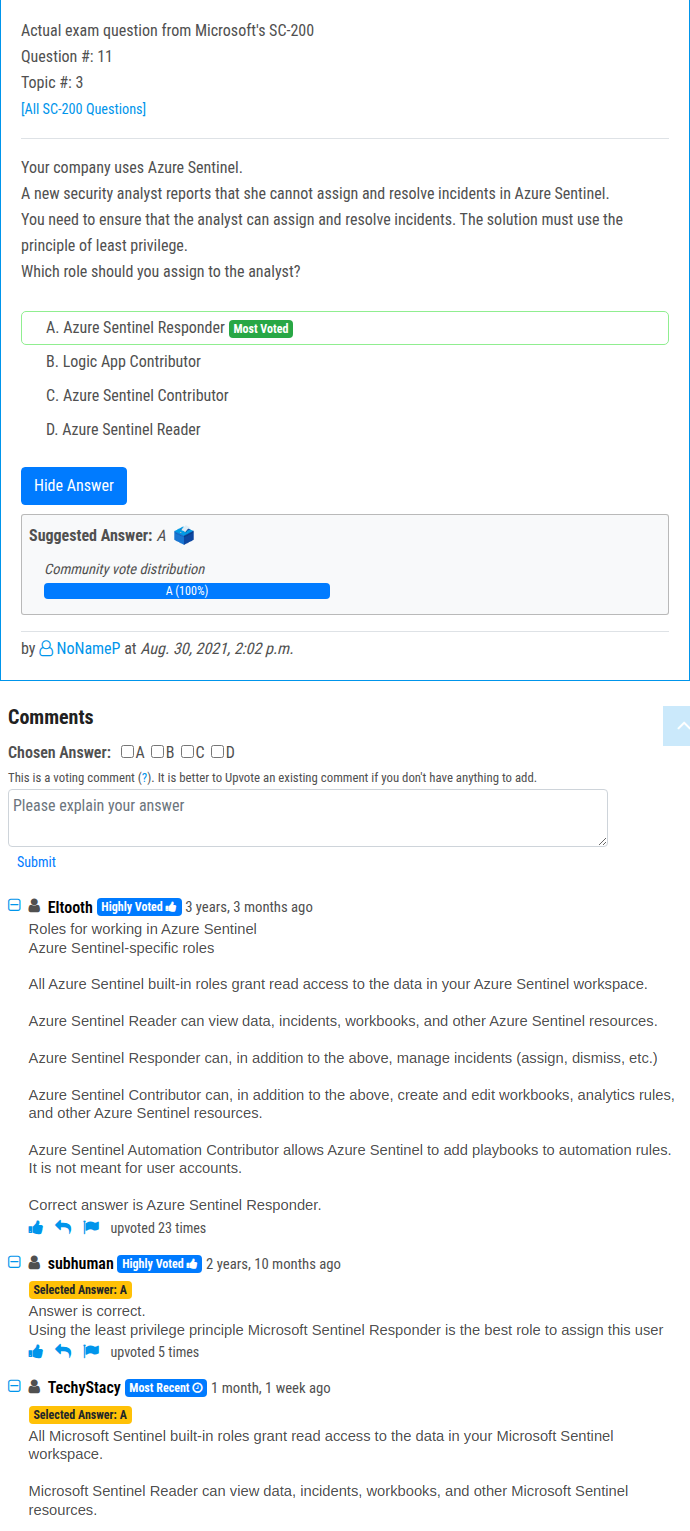 Actual exam question from Microsoft's SC-200
Question #: 11
Topic #: 3
[All SC-200 Questions]
Your company uses Azure Sentinel.
A new security analyst reports that she cannot assign and resolve incidents in Azure Sentinel.
You need to ensure that the analyst can assign and resolve incidents. The solution must use the
principle of least privilege.
Which role should you assign to the analyst?
A. Azure Sentinel Responder Most Voted
B. Logic App Contributor
C. Azure Sentinel Contributor
D. Azure Sentinel Reader
Hide Answer
Suggested Answer: A
Community vote distribution
A (100%)
by NoNameP at Aug. 30, 2021, 2:02 p.m.
Comments
Chosen Answer: A B C D
This is a voting comment (?). It is better to Upvote an existing comment if you don't have anything to add.
Please explain your answer
Submit
Eltooth Highly Voted 3 years, 3 months ago
Roles for working in Azure Sentinel
Azure Sentinel-specific roles
All Azure Sentinel built-in roles grant read access to the data in your Azure Sentinel workspace.
Azure Sentinel Reader can view data, incidents, workbooks, and other Azure Sentinel resources.
Azure Sentinel Responder can, in addition to the above, manage incidents (assign, dismiss, etc.)
Azure Sentinel Contributor can, in addition to the above, create and edit workbooks, analytics rules,
and other Azure Sentinel resources.
Azure Sentinel Automation Contributor allows Azure Sentinel to add playbooks to automation rules.
It is not meant for user accounts.
Correct answer is Azure Sentinel Responder.
upvoted 23 times
subhuman Highly Voted 2 years, 10 months ago
Selected Answer: A
Answer is correct.
Using the least privilege principle Microsoft Sentinel Responder is the best role to assign this user
upvoted 5 times
TechyStacy Most Recent 1 month, 1 week ago
Selected Answer: A
All Microsoft Sentinel built-in roles grant read access to the data in your Microsoft Sentinel
workspace.
Microsoft Sentinel Reader can view data, incidents, workbooks, and other Microsoft Sentinel
resources.